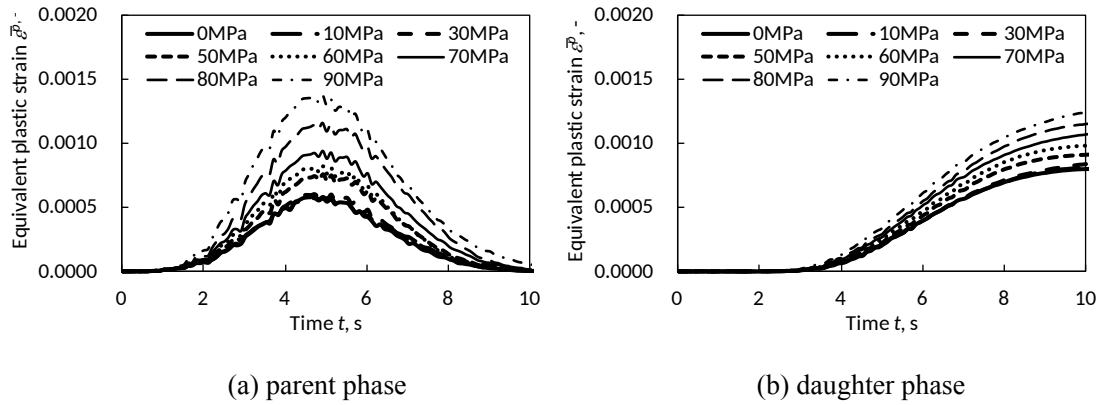 Equivalent plastic strain ε̅ᵖ, -
0.0020
0.0015
0.0010
0.0005
0.0000
0MPa 10MPa 30MPa
50MPa 60MPa 70MPa
80MPa 90MPa
0 2 4 6 8 10
Time t, s
(a) parent phase
Equivalent plastic strain ε̅ᵖ, -
0.0020
0.0015
0.0010
0.0005
0.0000
0MPa 10MPa 30MPa
50MPa 60MPa 70MPa
80MPa 90MPa
0 2 4 6 8 10
Time t, s
(b) daughter phase